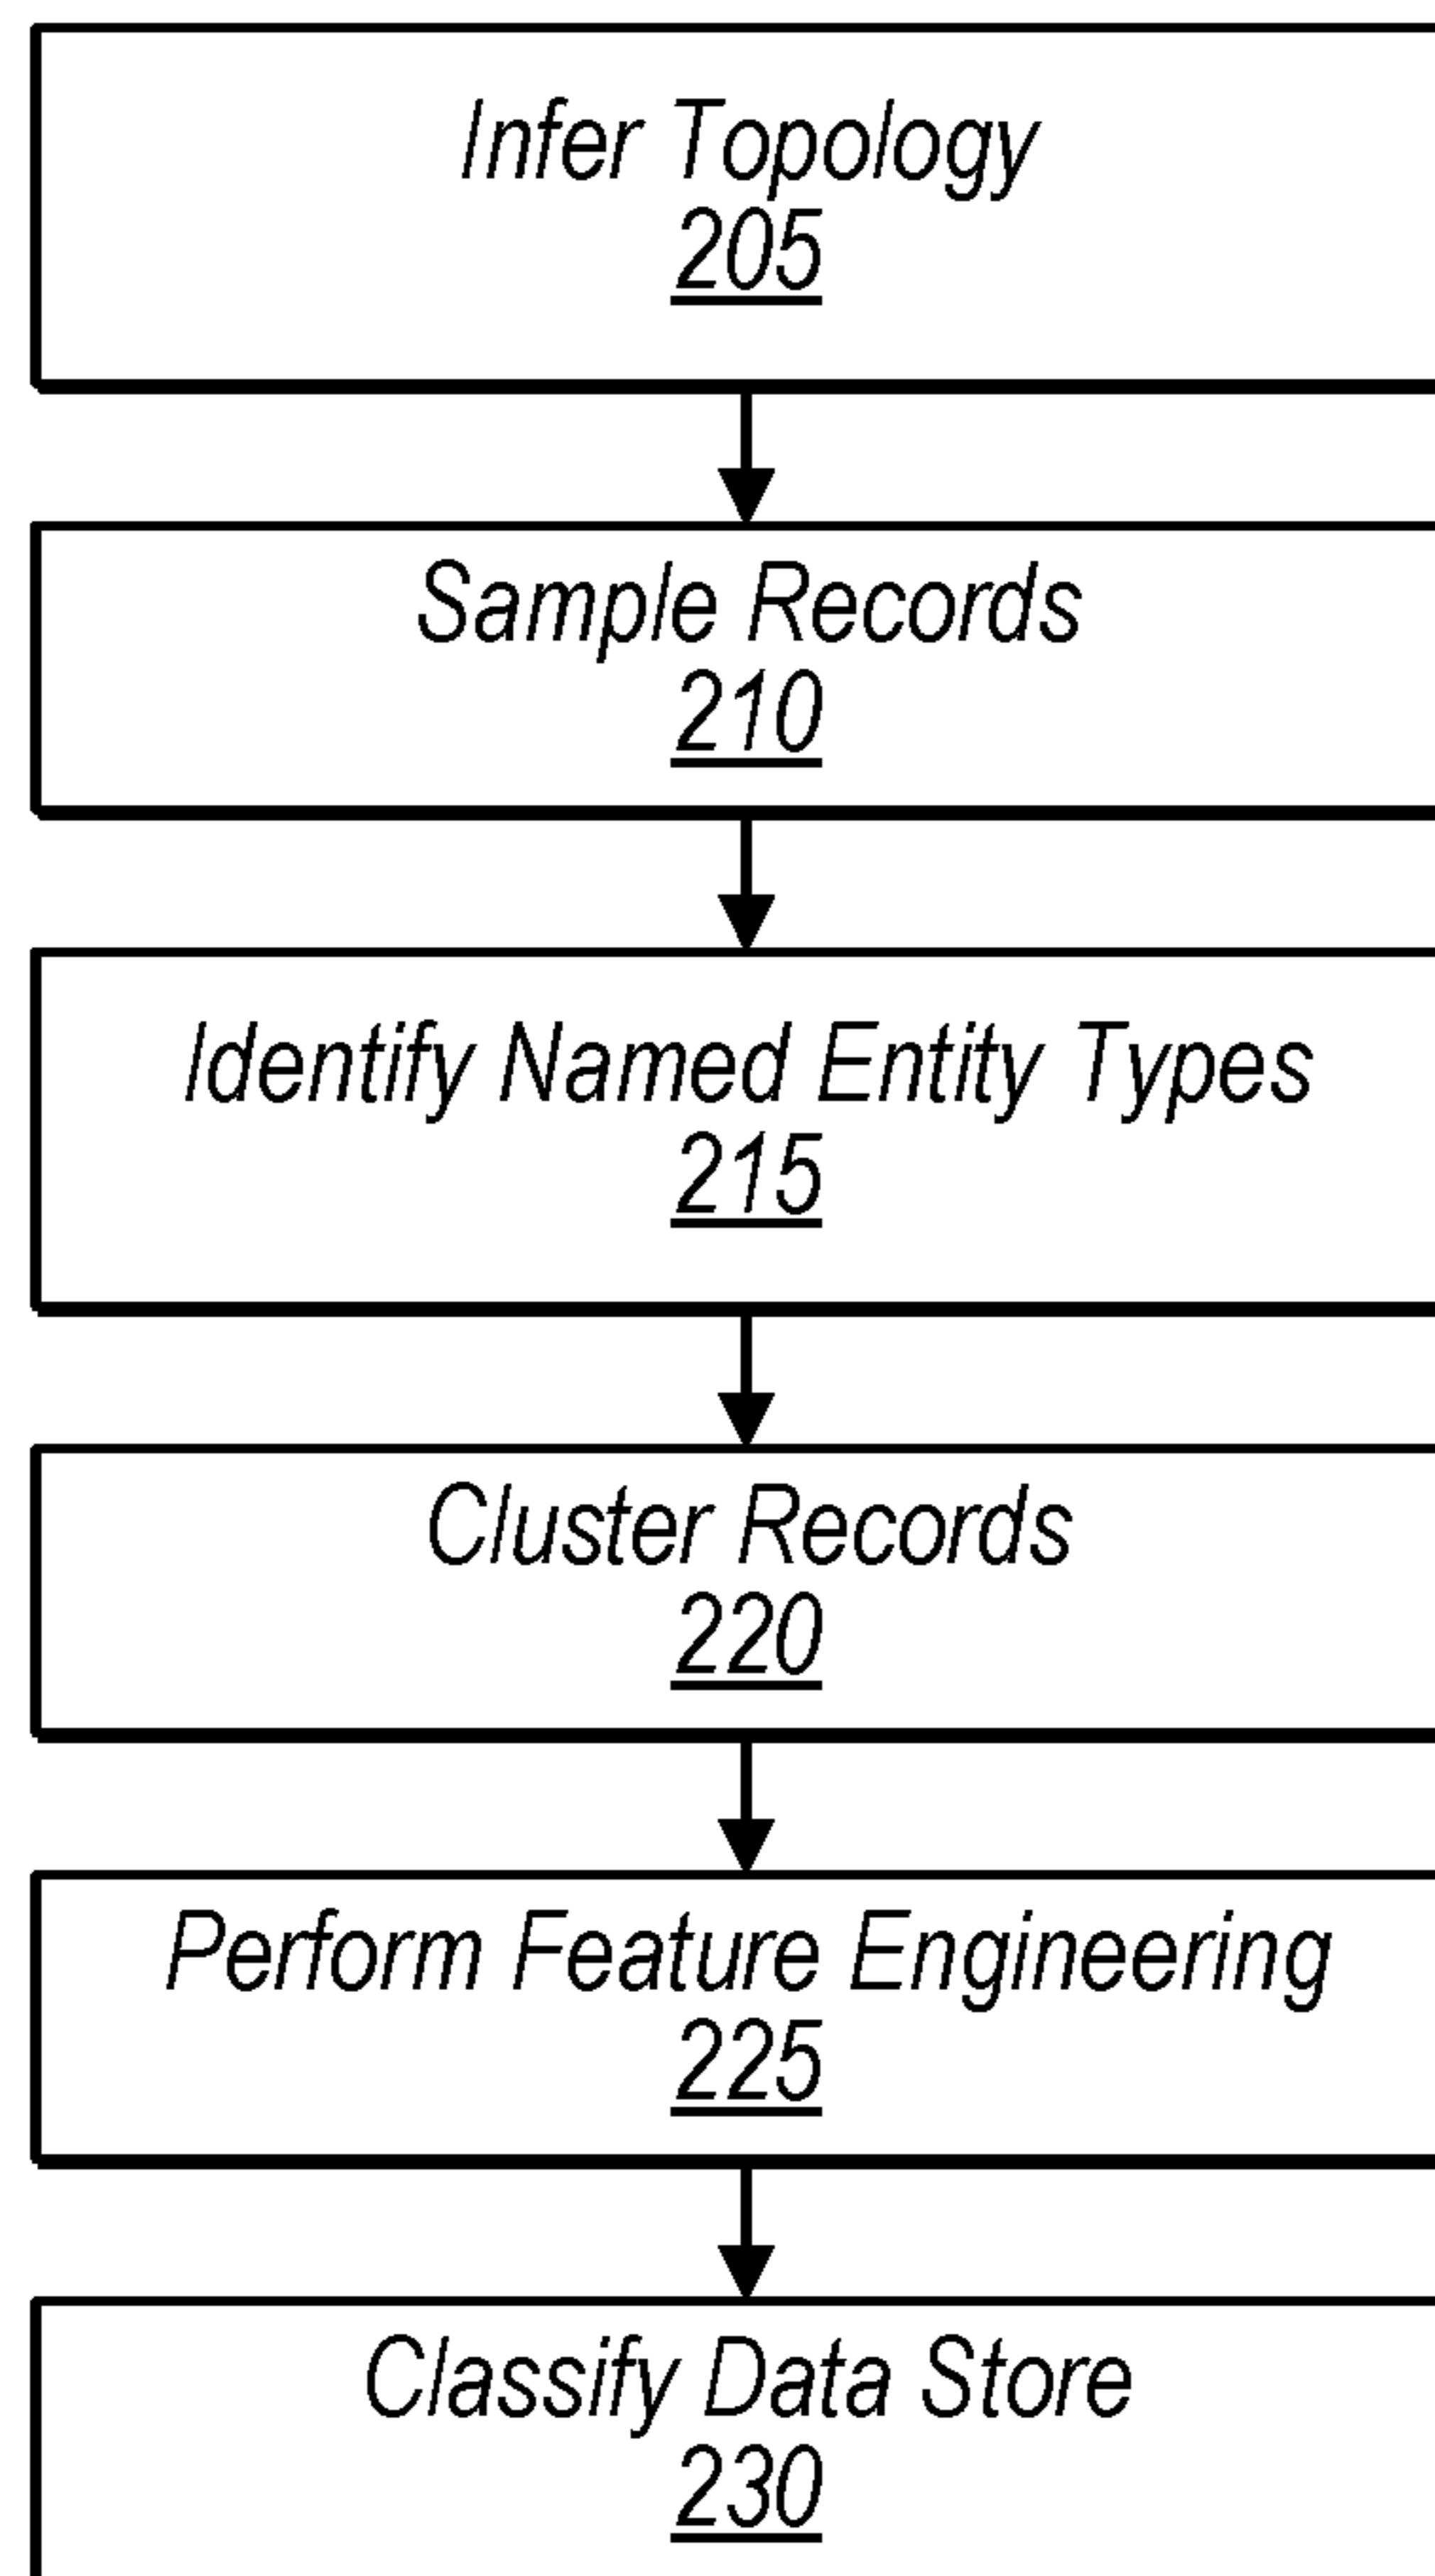 Infer Topology
205
Sample Records
210
Identify Named Entity Types
215
Cluster Records
220
Perform Feature Engineering
225
Classify Data Store
230